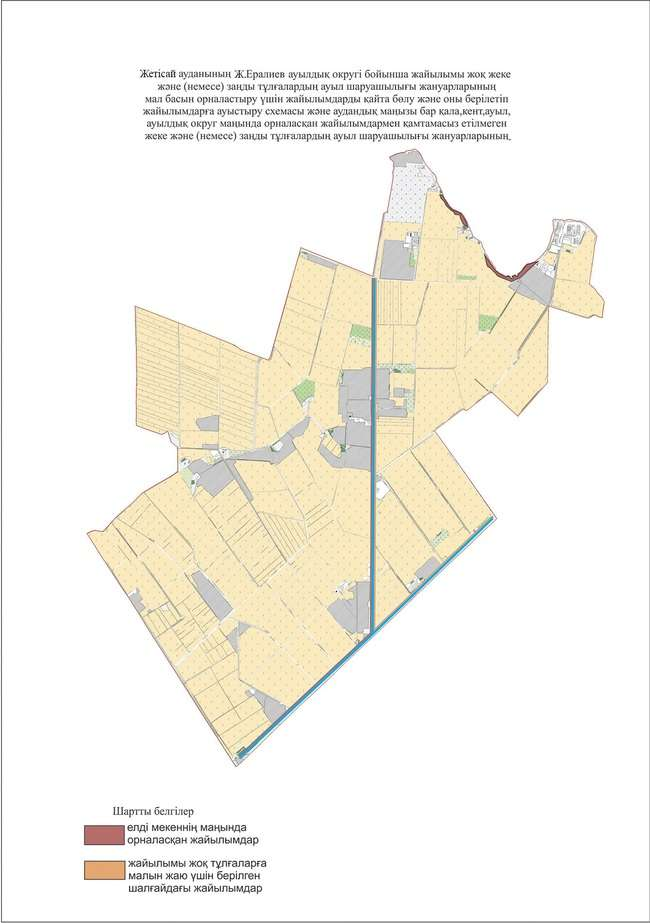 Жетісай ауданының Ж.Ералиев ауылдық округі бойынша жайылымы жоқ жеке
және (немесе) заңды тұлғалардың ауыл шаруашылығы жануарларының
мал басын орналастыру үшін жайылымдарды қайта бөлу және оны берілетіп
жайылымдарға ауыстыру схемасы және аудандық маңызы бар қала,кент,ауыл,
ауылдық округ маңында орналасқан жайылымдармен қамтамасыз етілмеген
жеке және (немесе) заңды тұлғалардың ауыл шаруашылығы жануарларының.
Шартты белгілер
елді мекеннің маңында
орналасқан жайылымдар
жайылымы жоқ тұлғаларға
малын жаю үшін берілген
шалғайдағы жайылымдар